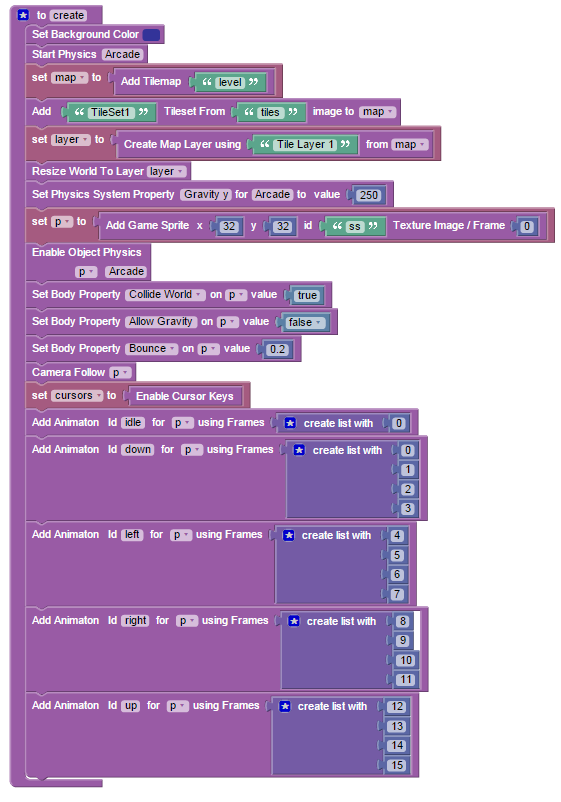 to create
Set Background Color
Start Physics Arcade
set map to Add Tilemap “ level ”
Add “ TileSet1 ” Tileset From “ tiles ” image to map
set layer to Create Map Layer using “ Tile Layer 1 ” from map
Resize World To Layer layer
Set Physics System Property Gravity y for Arcade to value 250
set p to Add Game Sprite x 32 y 32 id “ ss ” Texture Image / Frame 0
Enable Object Physics
p Arcade
Set Body Property Collide World on p value true
Set Body Property Allow Gravity on p value false
Set Body Property Bounce on p value 0.2
Camera Follow p
set cursors to Enable Cursor Keys
Add Animaton Id idle for p using Frames create list with 0
Add Animaton Id down for p using Frames create list with 0
1
2
3
Add Animaton Id left for p using Frames create list with 4
5
6
7
Add Animaton Id right for p using Frames create list with 8
9
10
11
Add Animaton Id up for p using Frames create list with 12
13
14
15